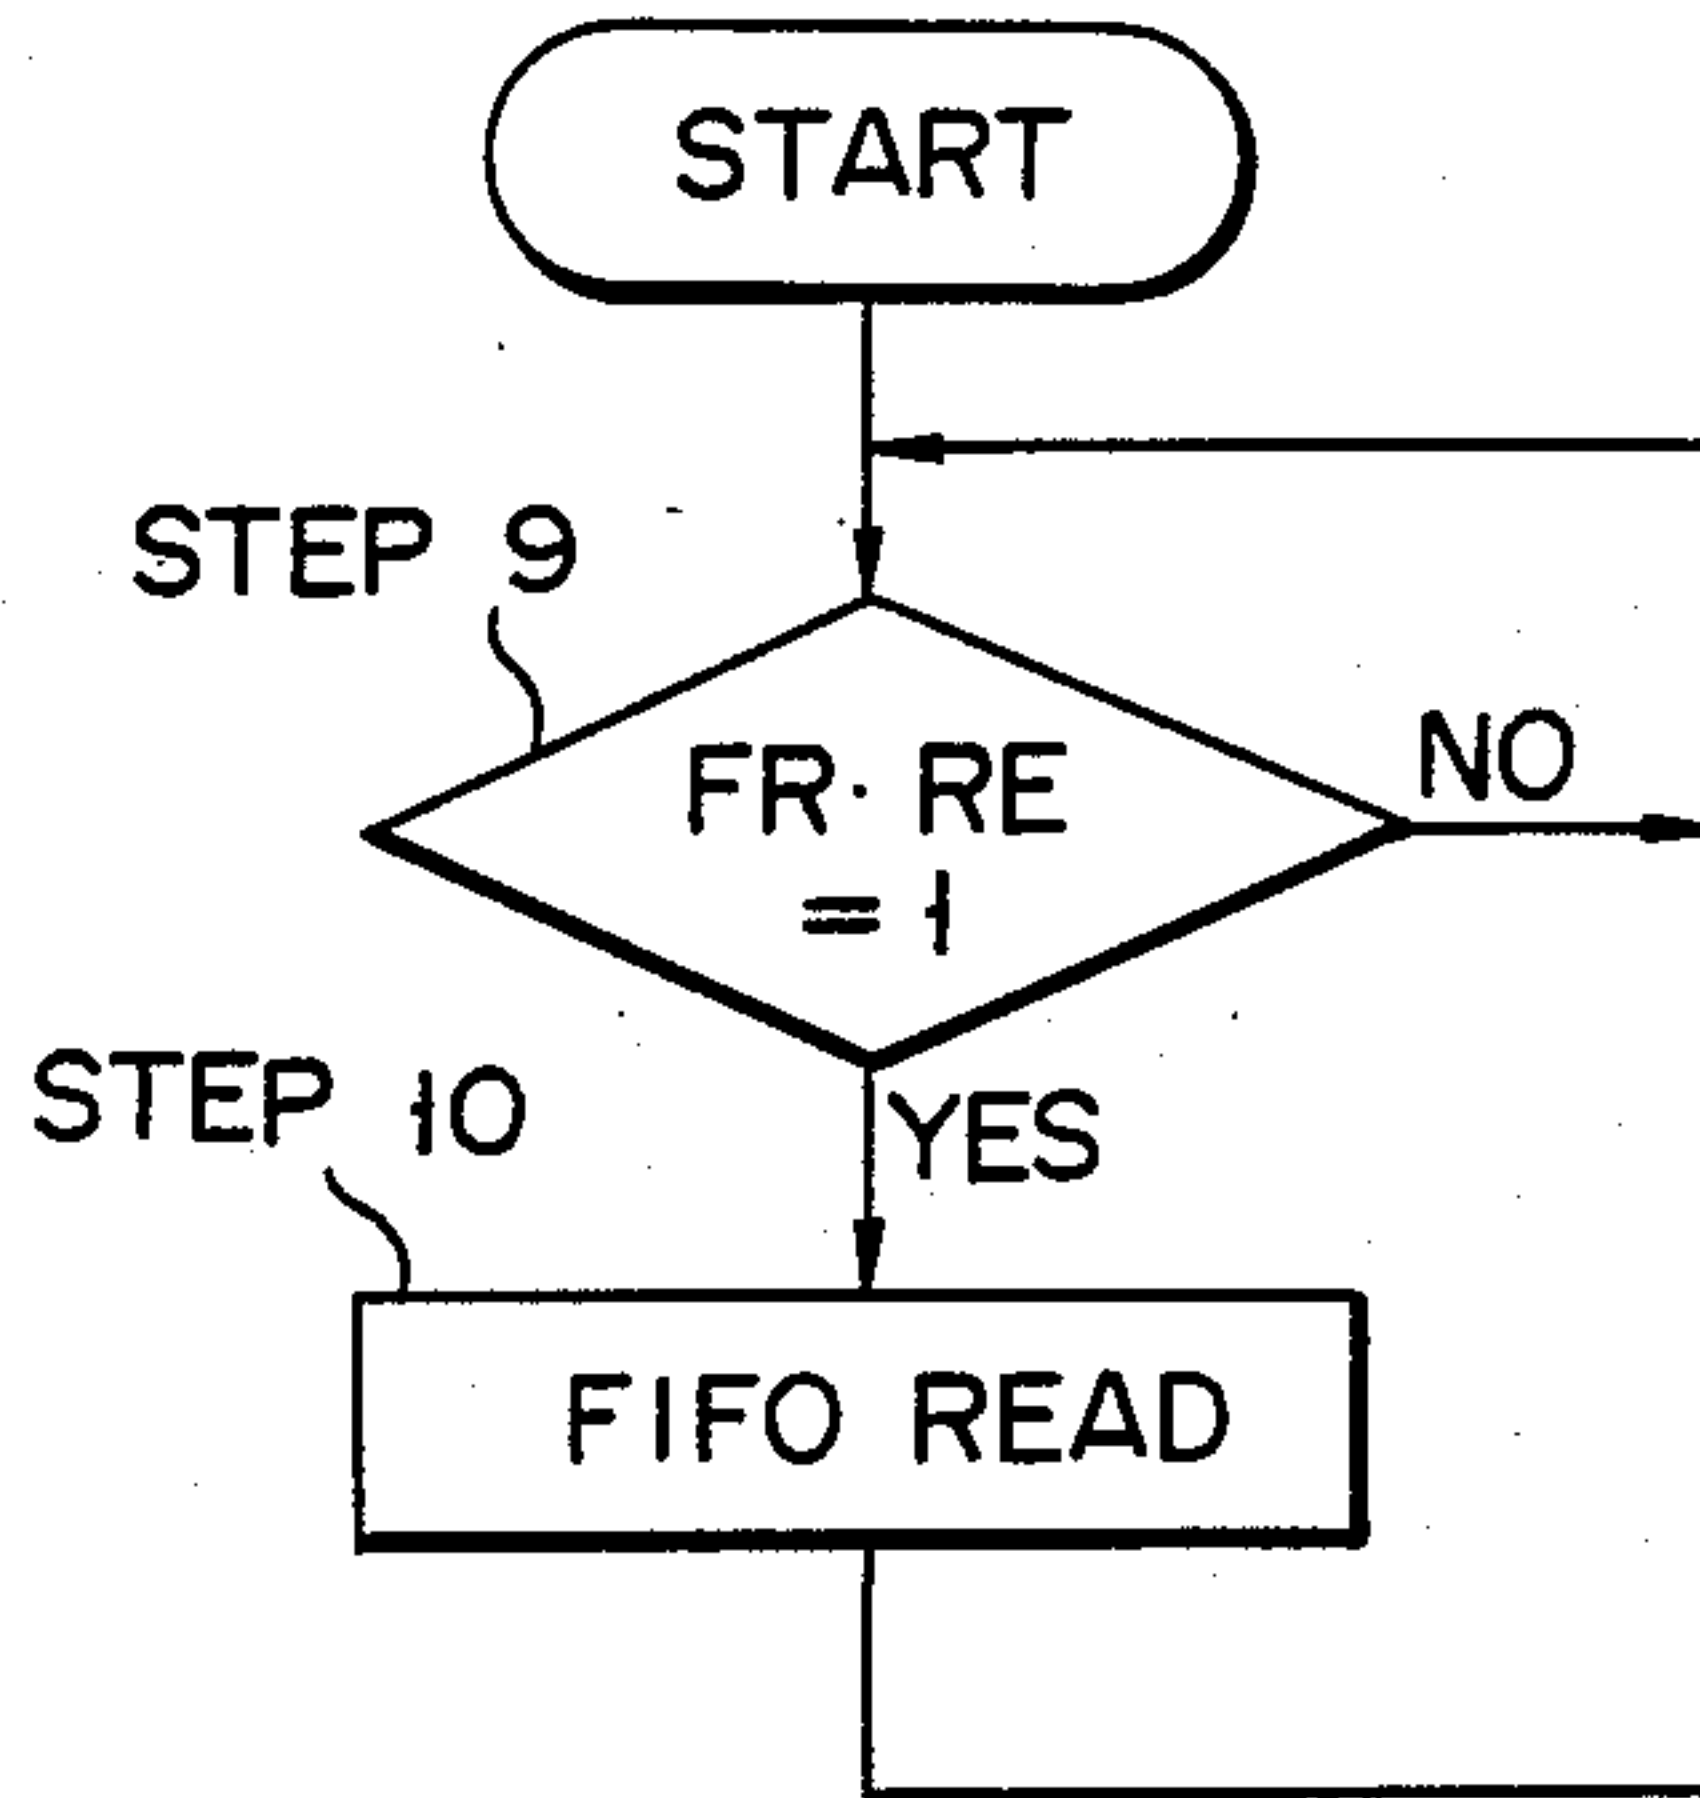 START
STEP 9
FR· RE
= 1
NO
STEP 10
YES
FIFO READ